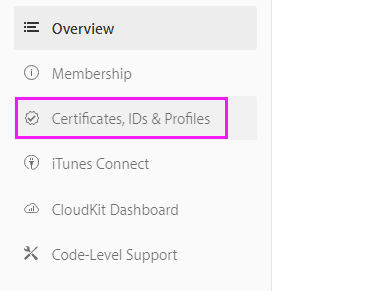 Overview
Membership
Certificates, IDs & Profiles
iTunes Connect
CloudKit Dashboard
Code-Level Support